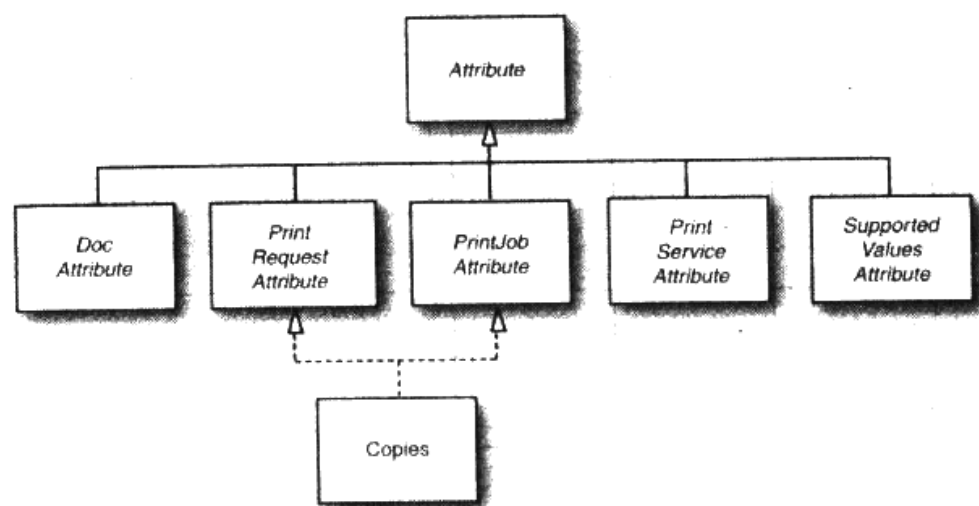 Attribute
Doc
Attribute
Print
Request
Attribute
PrintJob
Attribute
Print
Service
Attribute
Supported
Values
Attribute
Copies